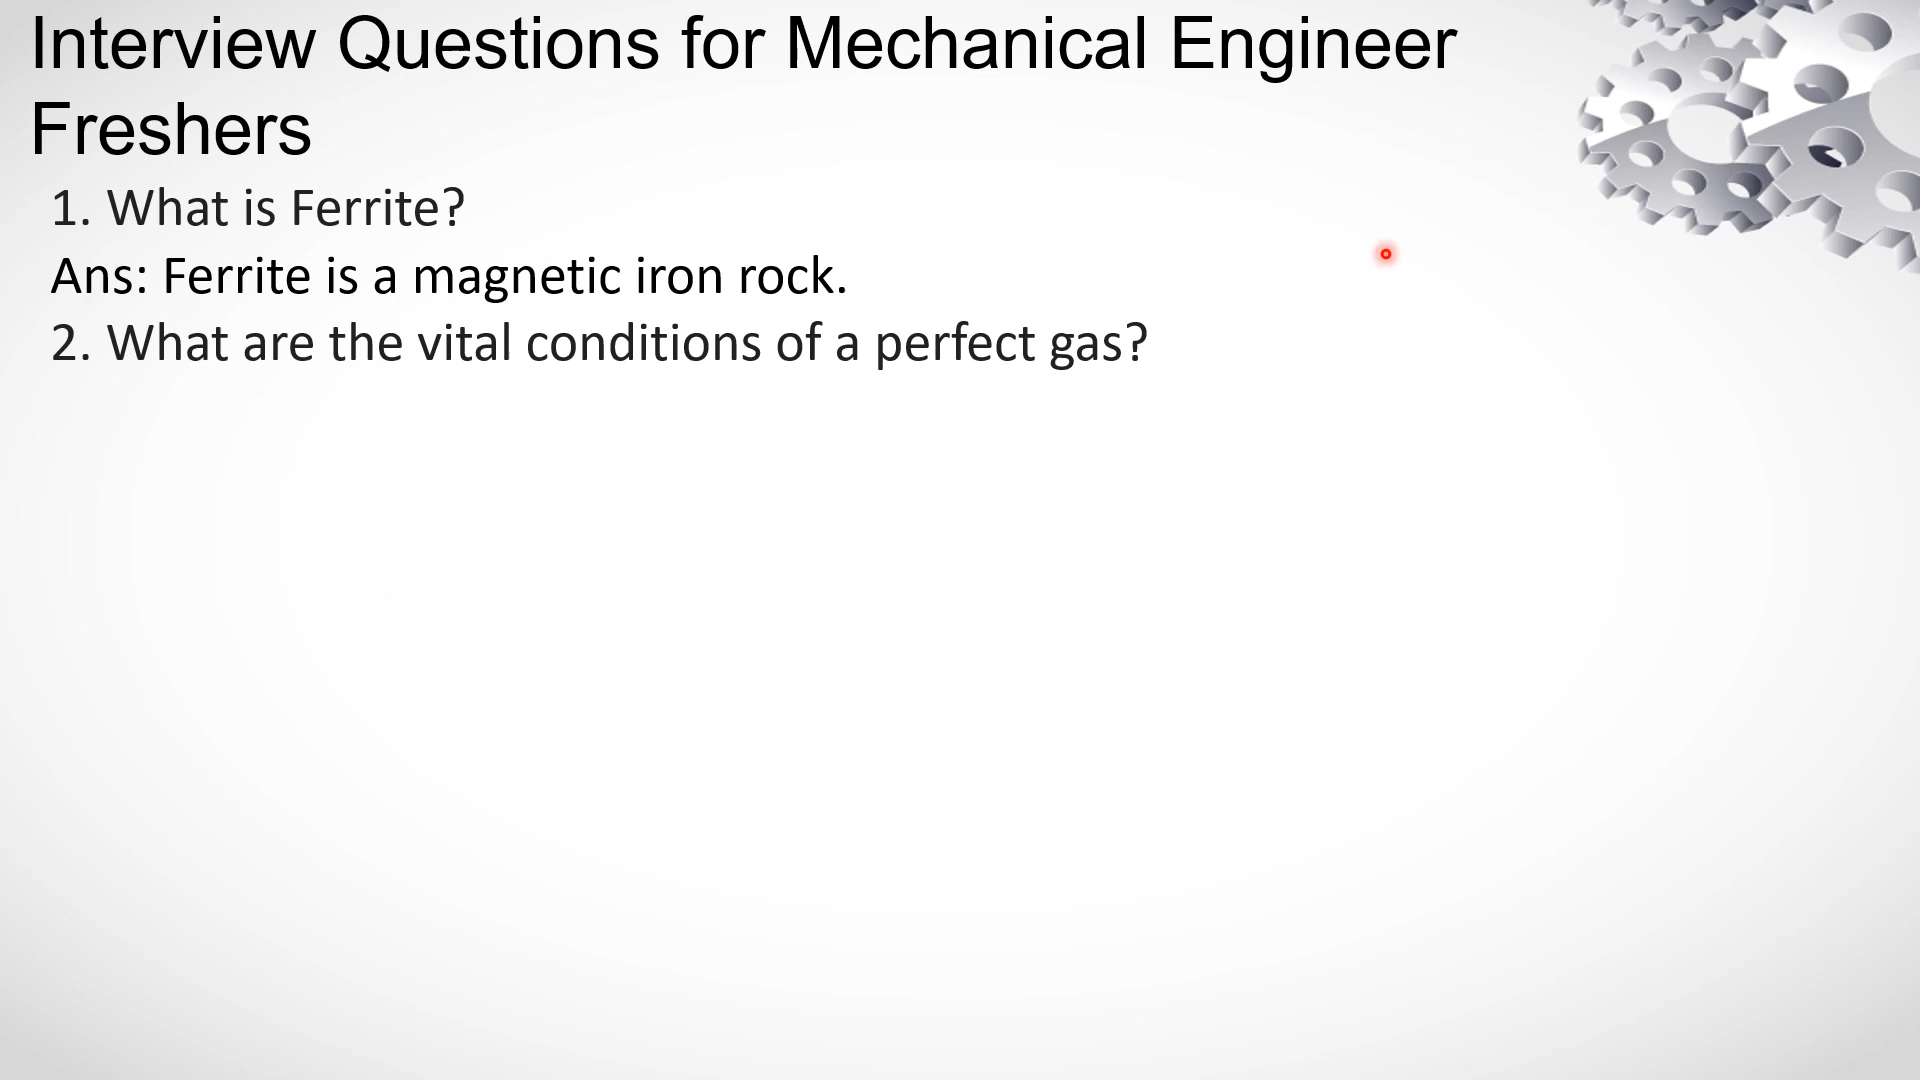 Interview Questions for Mechanical Engineer
Freshers
1. What is Ferrite?
Ans: Ferrite is a magnetic iron rock.
2. What are the vital conditions of a perfect gas?